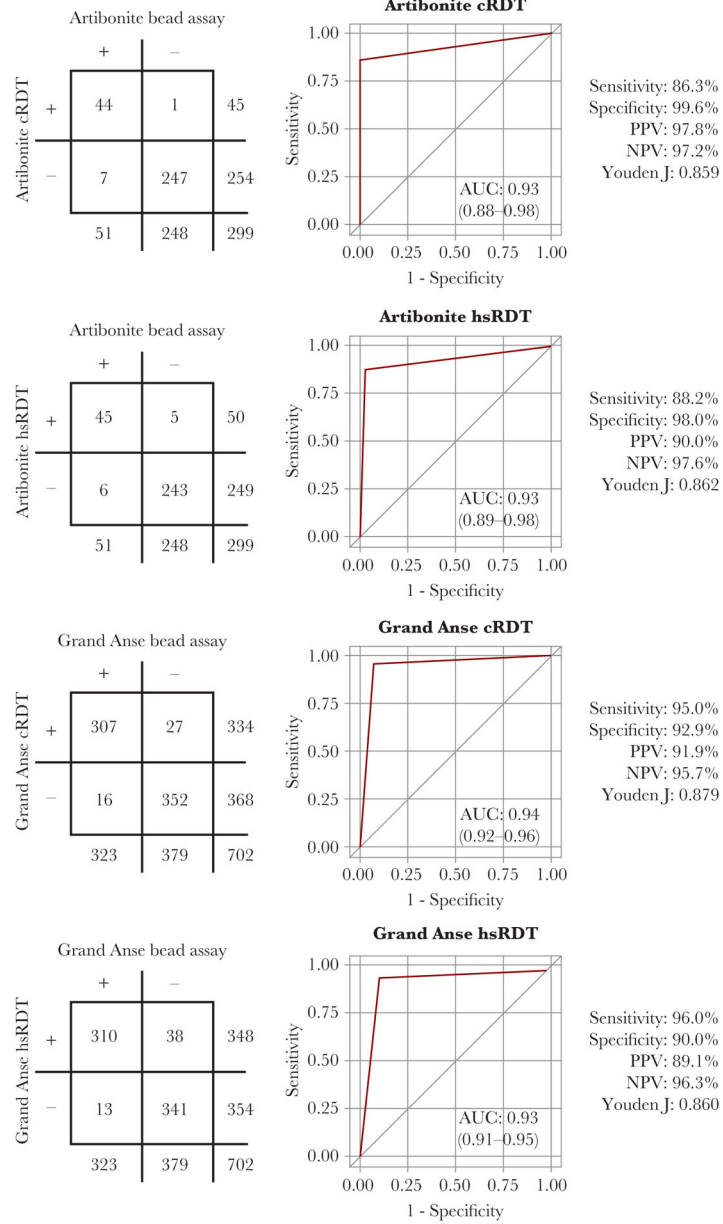 Artibonite bead assay
+ –
Artibonite cRDT
+ 44 1 45
– 7 247 254
51 248 299
Artibonite cRDT
Sensitivity
1.00
0.75
0.50
0.25
0.00
AUC: 0.93
(0.88–0.98)
0.00 0.25 0.50 0.75 1.00
1 - Specificity
Sensitivity: 86.3%
Specificity: 99.6%
PPV: 97.8%
NPV: 97.2%
Youden J: 0.859
Artibonite bead assay
+ –
Artibonite hsRDT
+ 45 5 50
– 6 243 249
51 248 299
Artibonite hsRDT
Sensitivity
1.00
0.75
0.50
0.25
0.00
AUC: 0.93
(0.89–0.98)
0.00 0.25 0.50 0.75 1.00
1 - Specificity
Sensitivity: 88.2%
Specificity: 98.0%
PPV: 90.0%
NPV: 97.6%
Youden J: 0.862
Grand Anse bead assay
+ –
Grand Anse cRDT
+ 307 27 334
– 16 352 368
323 379 702
Grand Anse cRDT
Sensitivity
1.00
0.75
0.50
0.25
0.00
AUC: 0.94
(0.92–0.96)
0.00 0.25 0.50 0.75 1.00
1 - Specificity
Sensitivity: 95.0%
Specificity: 92.9%
PPV: 91.9%
NPV: 95.7%
Youden J: 0.879
Grand Anse bead assay
+ –
Grand Anse hsRDT
+ 310 38 348
– 13 341 354
323 379 702
Grand Anse hsRDT
Sensitivity
1.00
0.75
0.50
0.25
0.00
AUC: 0.93
(0.91–0.95)
0.00 0.25 0.50 0.75 1.00
1 - Specificity
Sensitivity: 96.0%
Specificity: 90.0%
PPV: 89.1%
NPV: 96.3%
Youden J: 0.860